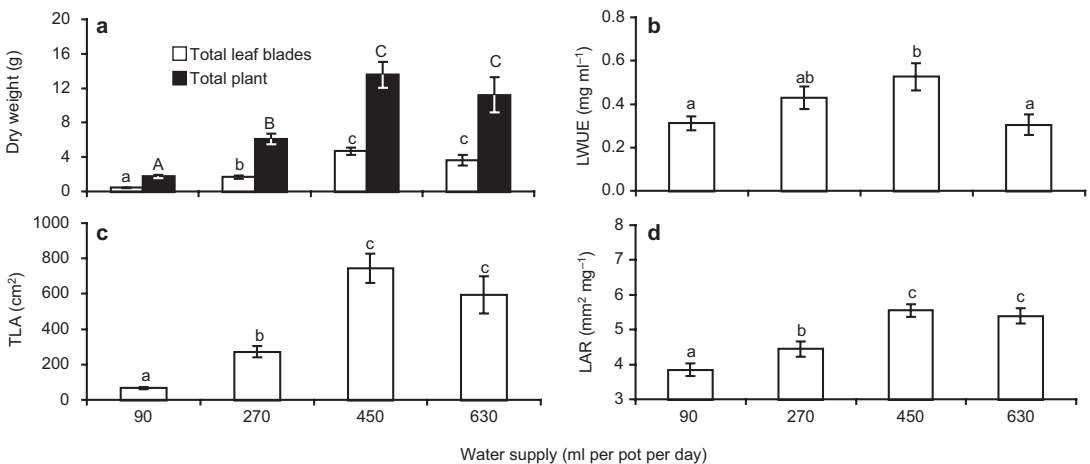 a
Dry weight (g)
20
16
12
8
4
0
Total leaf blades
Total plant
a
A
b
B
c
C
c
C
b
LWUE (mg ml⁻¹)
0.8
0.6
0.4
0.2
0.0
a
ab
b
a
c
TLA (cm²)
1000
800
600
400
200
0
a
b
c
c
90 270 450 630
d
LAR (mm² mg⁻¹)
8
7
6
5
4
3
a
b
c
c
90 270 450 630
Water supply (ml per pot per day)